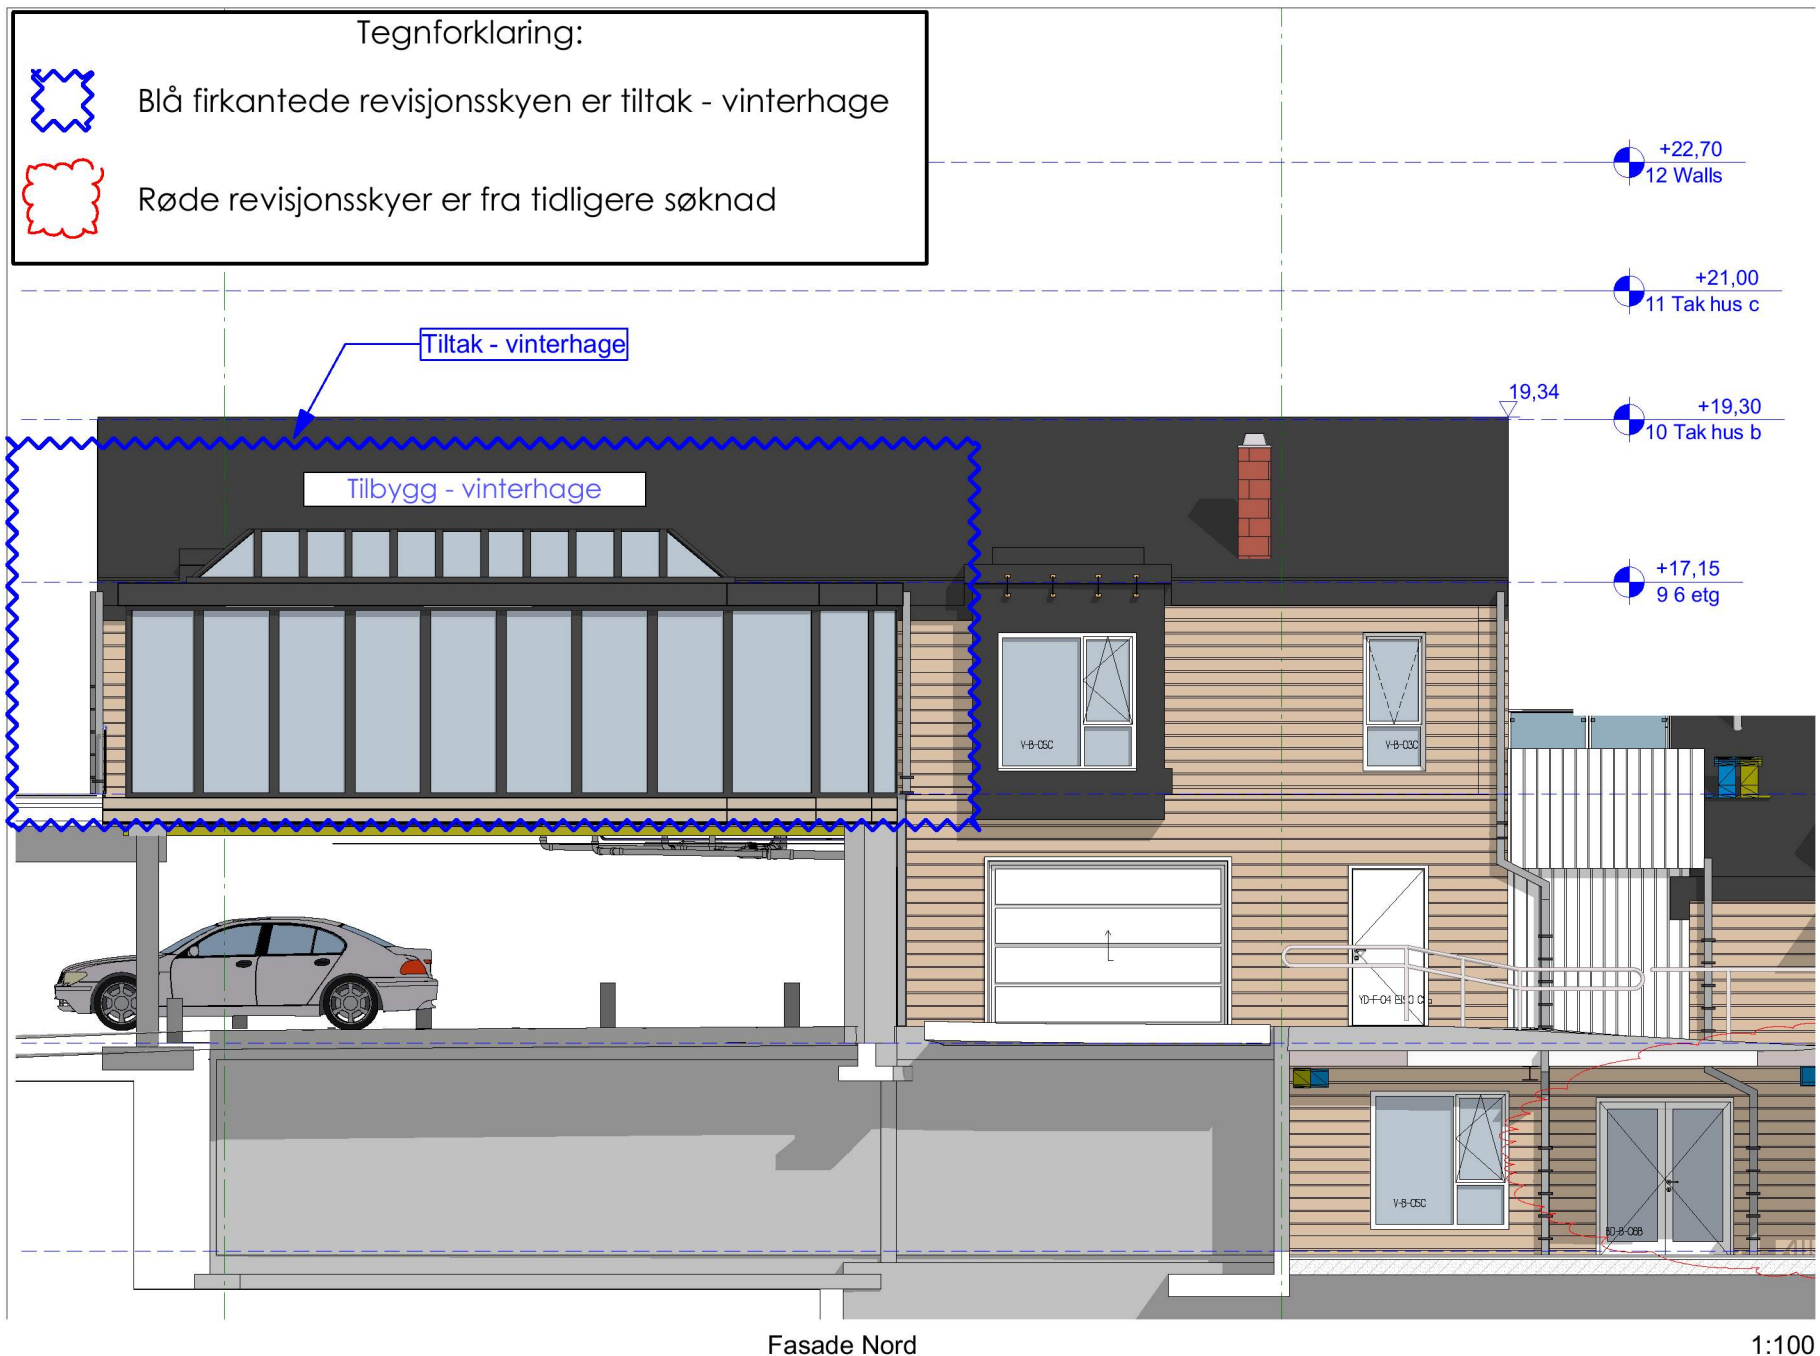 Tegnforklaring:
Blå firkantede revisjonsskyen er tiltak - vinterhage
Røde revisjonsskyer er fra tidligere søknad
+22,70
12 Walls
+21,00
11 Tak hus c
Tiltak - vinterhage
19,34
+19,30
10 Tak hus b
Tilbygg - vinterhage
+17,15
9 6 etg
V-B-05C
V-B-03C
V-B-05C
BD-B-06B
Fasade Nord
1:100